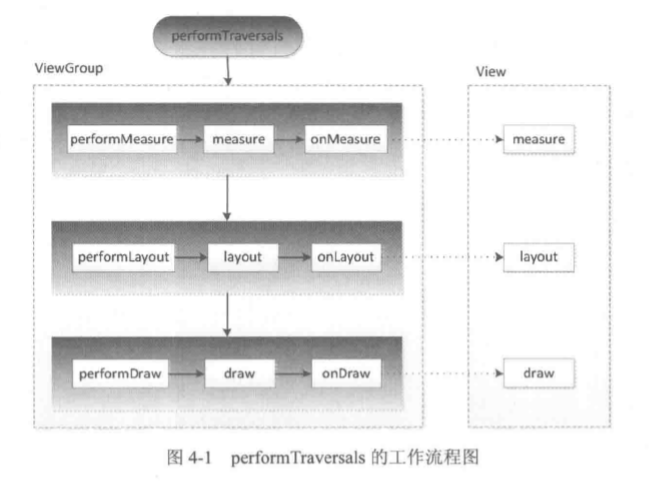 performTraversals
ViewGroup
View
performMeasure measure onMeasure measure
performLayout layout onLayout layout
performDraw draw onDraw draw
图 4-1 performTraversals 的工作流程图